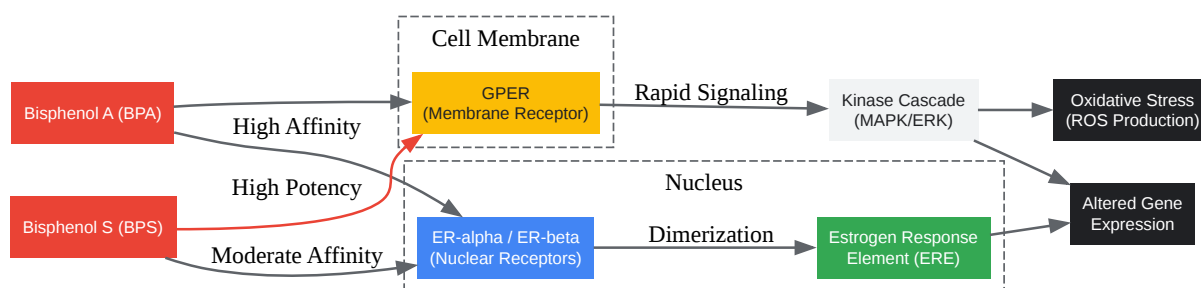 Cell Membrane
Bisphenol A (BPA)
GPER
(Membrane Receptor)
Rapid Signaling
Kinase Cascade
(MAPK/ERK)
Oxidative Stress
(ROS Production)
High Affinity
High Potency
Nucleus
Bisphenol S (BPS)
Moderate Affinity
ER-alpha / ER-beta
(Nuclear Receptors)
Dimerization
Estrogen Response
Element (ERE)
Altered Gene
Expression